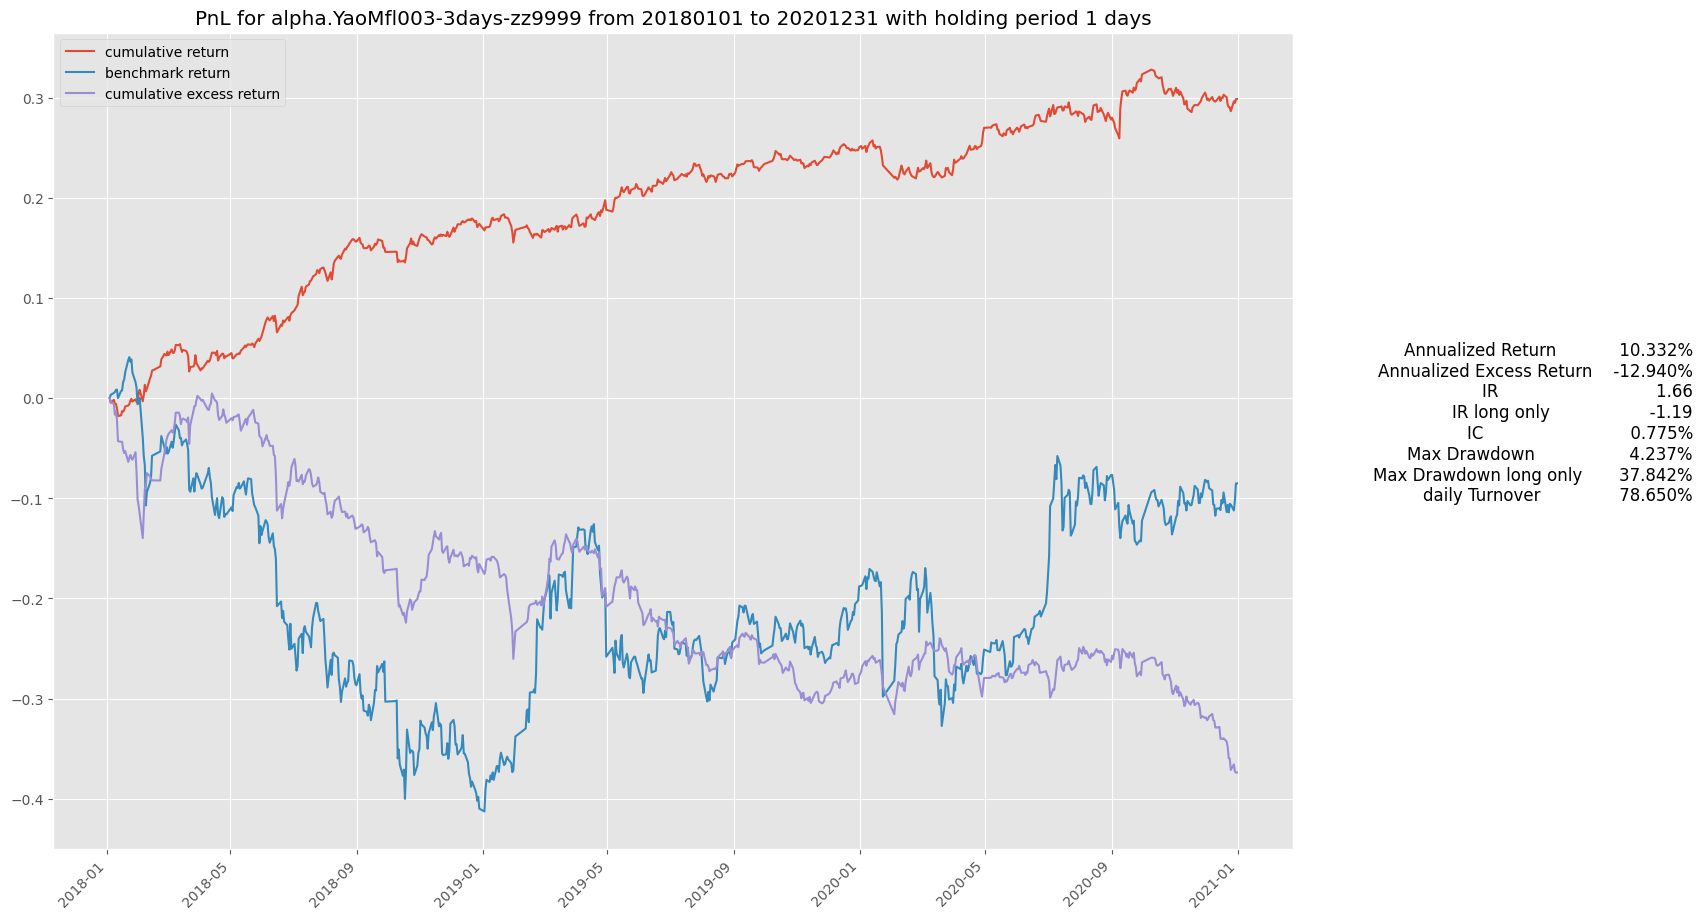 PnL for alpha.YaoMfl003-3days-zz9999 from 20180101 to 20201231 with holding period 1 days
cumulative return
benchmark return
cumulative excess return
0.3
0.2
0.1
0.0
−0.1
−0.2
−0.3
−0.4
2018-01
2018-05
2018-09
2019-01
2019-05
2019-09
2020-01
2020-05
2020-09
2021-01
Annualized Return 10.332%
Annualized Excess Return -12.940%
IR 1.66
IR long only -1.19
IC 0.775%
Max Drawdown 4.237%
Max Drawdown long only 37.842%
daily Turnover 78.650%